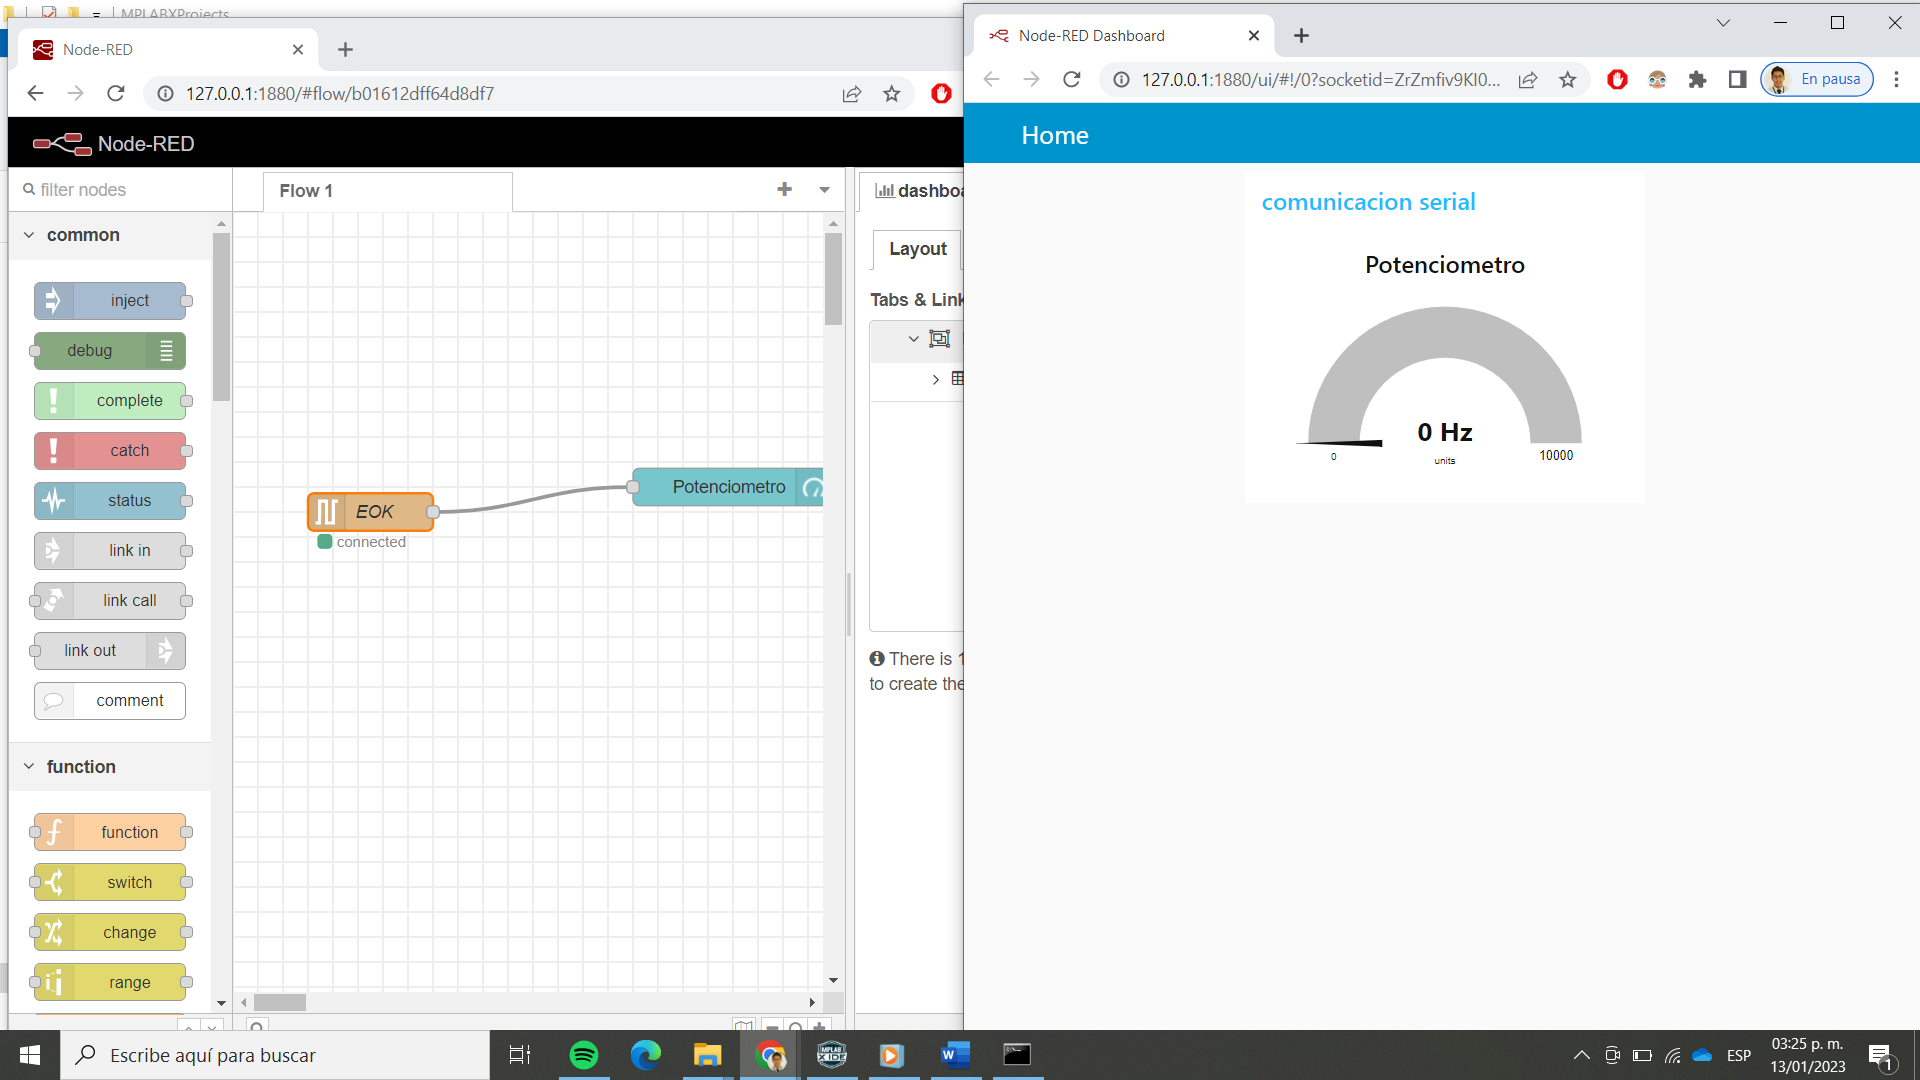 MPLABXProjects
Node-RED
127.0.0.1:1880/#flow/b01612dff64d8df7
Node-RED
filter nodes
common
inject
debug
complete
catch
status
link in
link call
link out
comment
function
function
switch
change
range
Flow 1
EOK
connected
Potenciometro
dashboa
Layout
Tabs & Link
There is 1
to create the
Node-RED Dashboard
127.0.0.1:1880/ui/#!/0?socketid=ZrZmfiv9KI0...
En pausa
Home
comunicacion serial
Potenciometro
0 Hz
0
units
10000
Escribe aquí para buscar
MPLAB
X IDE
ESP
03:25 p. m.
13/01/2023
1